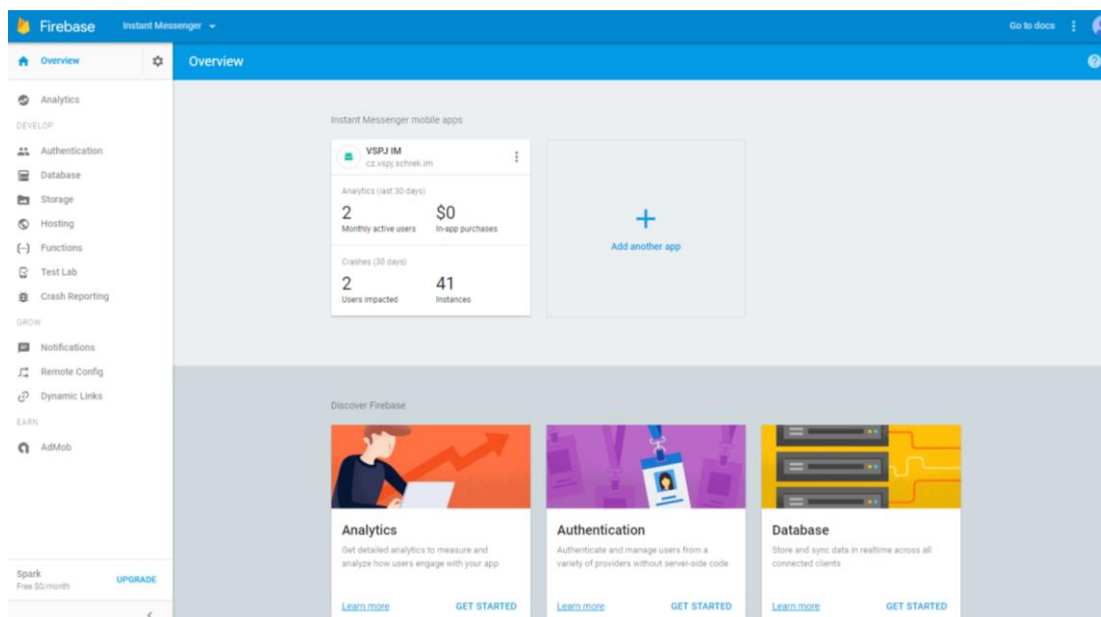 Firebase
Instant Messenger
Go to docs
Overview
Overview
Analytics
DEVELOP
Authentication
Database
Storage
Hosting
Functions
Test Lab
Crash Reporting
GROW
Notifications
Remote Config
Dynamic Links
EARN
AdMob
Spark
Free $0/month
UPGRADE
Instant Messenger mobile apps
VSPJ IM
cz.vspj.schrek.im
Analytics (last 30 days)
2 $0
Monthly active users In-app purchases
Crashes (30 days)
2 41
Users impacted Instances
Add another app
Discover Firebase
Analytics
Get detailed analytics to measure and
analyze how users engage with your app
Learn more GET STARTED
Authentication
Authenticate and manage users from a
variety of providers without server-side code
Learn more GET STARTED
Database
Store and sync data in realtime across all
connected clients
Learn more GET STARTED